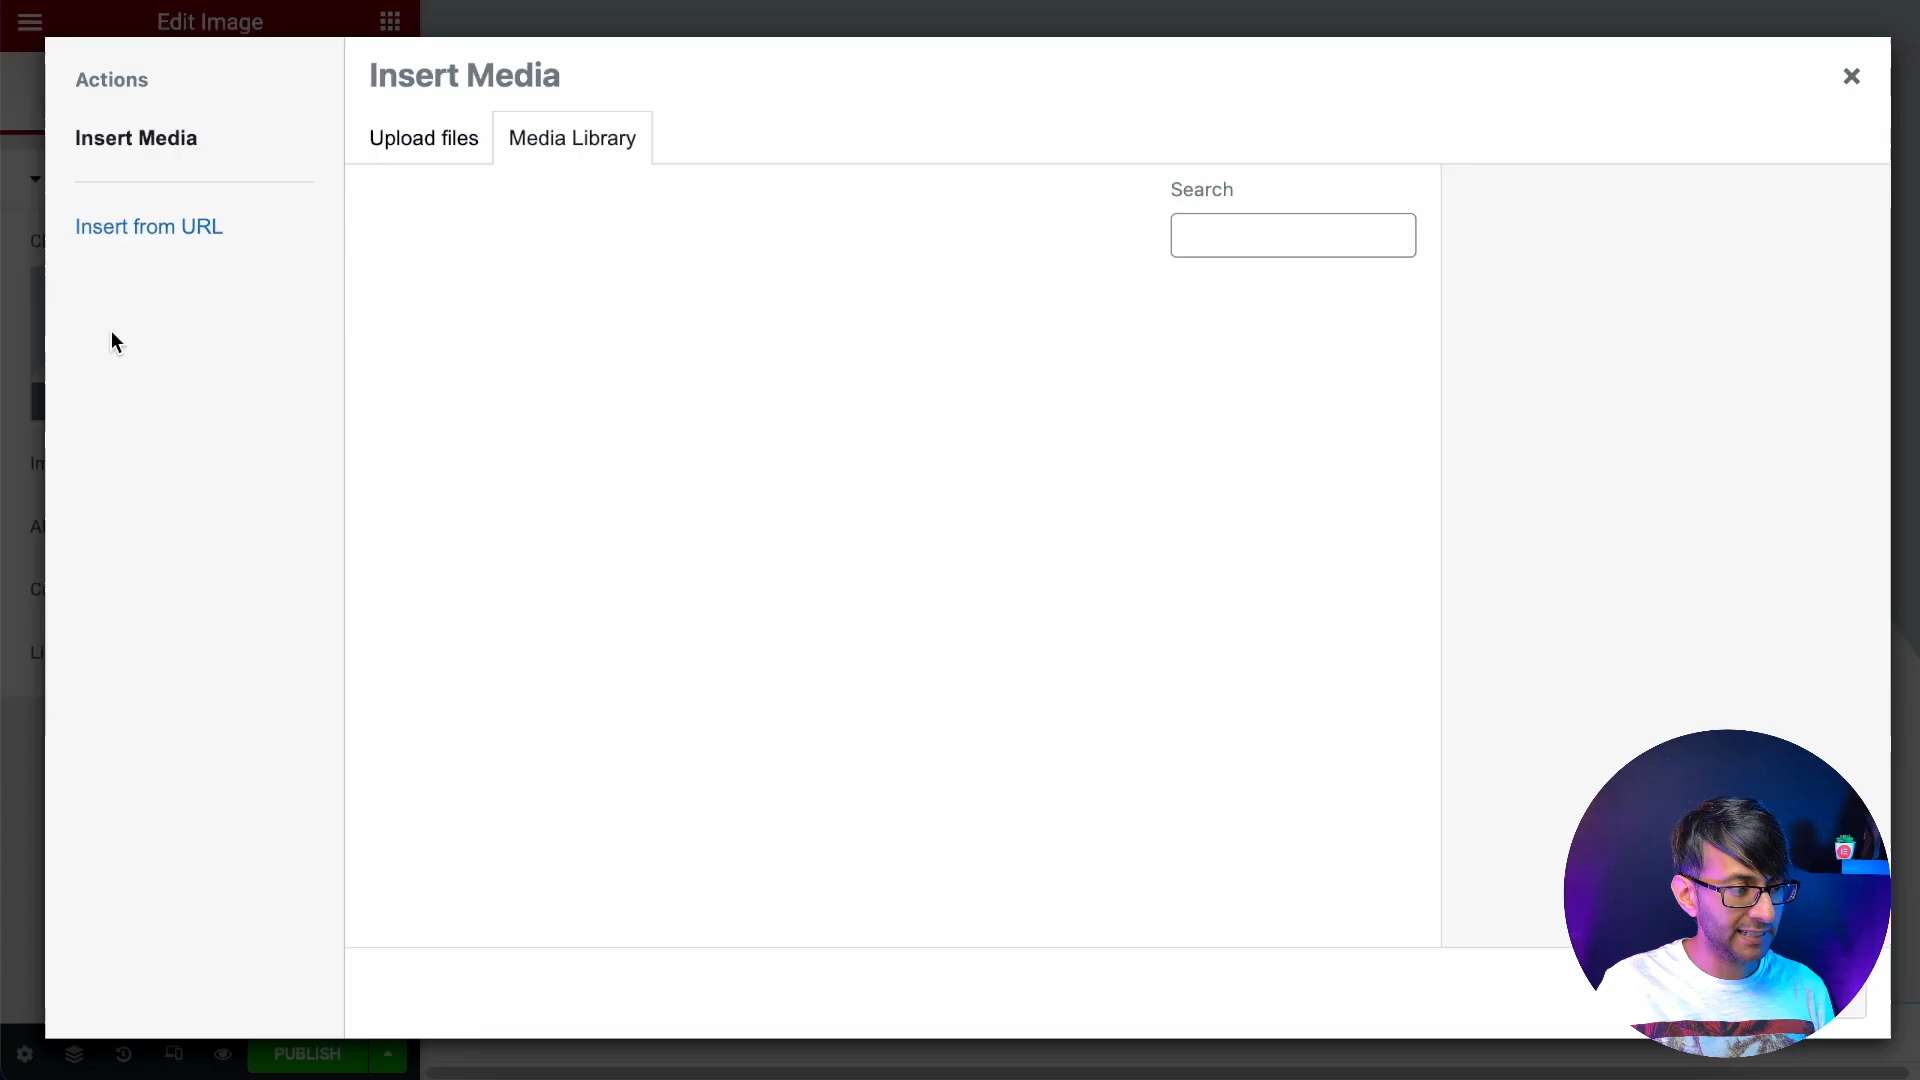 Edit Image
Actions
Insert Media
Insert from URL
Insert Media
Upload files
Media Library
Search
PUBLISH